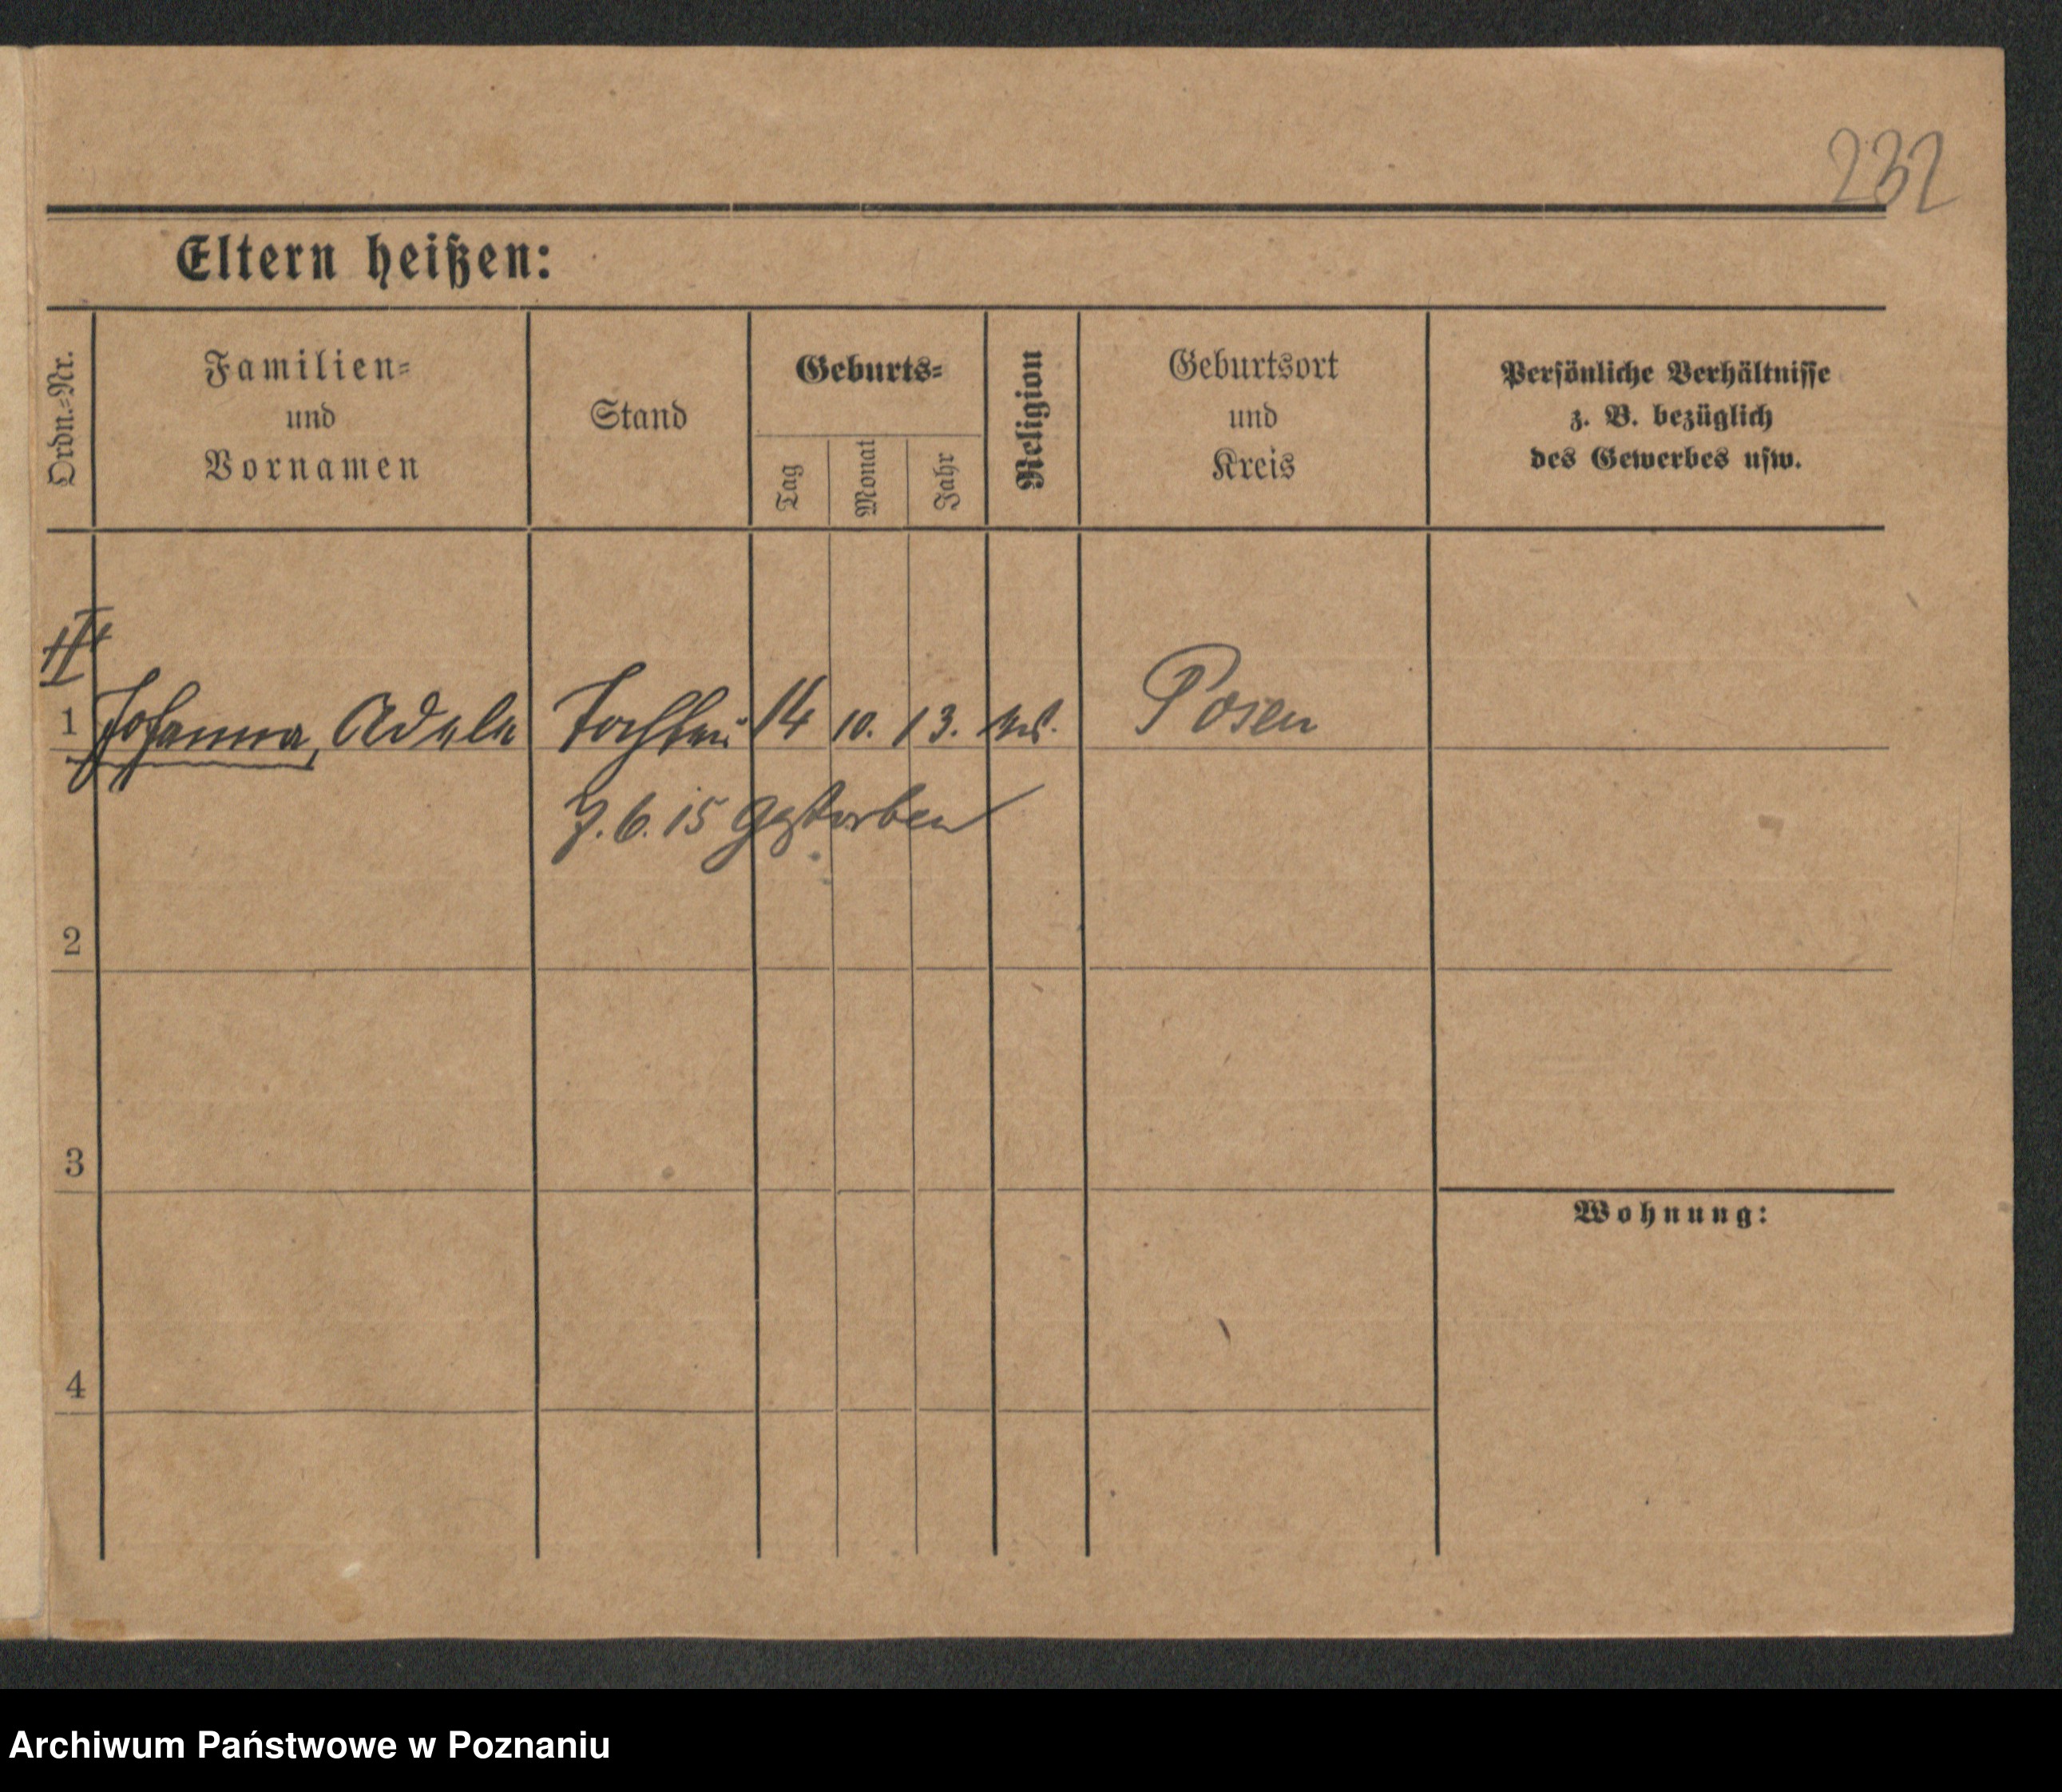 232
Eltern heißen:
Ordn.-Nr.
Familien-
und
Vornamen
Stand
Geburts-
Tag
Monat
Jahr
Religion
Geburtsort
und
Kreis
Persönliche Verhältnisse
z. B. bezüglich
des Gewerbes usw.
II
1 Johanna, Adele Tochter 14 10. 13. Posen
7. 6. 15 gestorben
2
3
Wohnung:
4
Archiwum Państwowe w Poznaniu